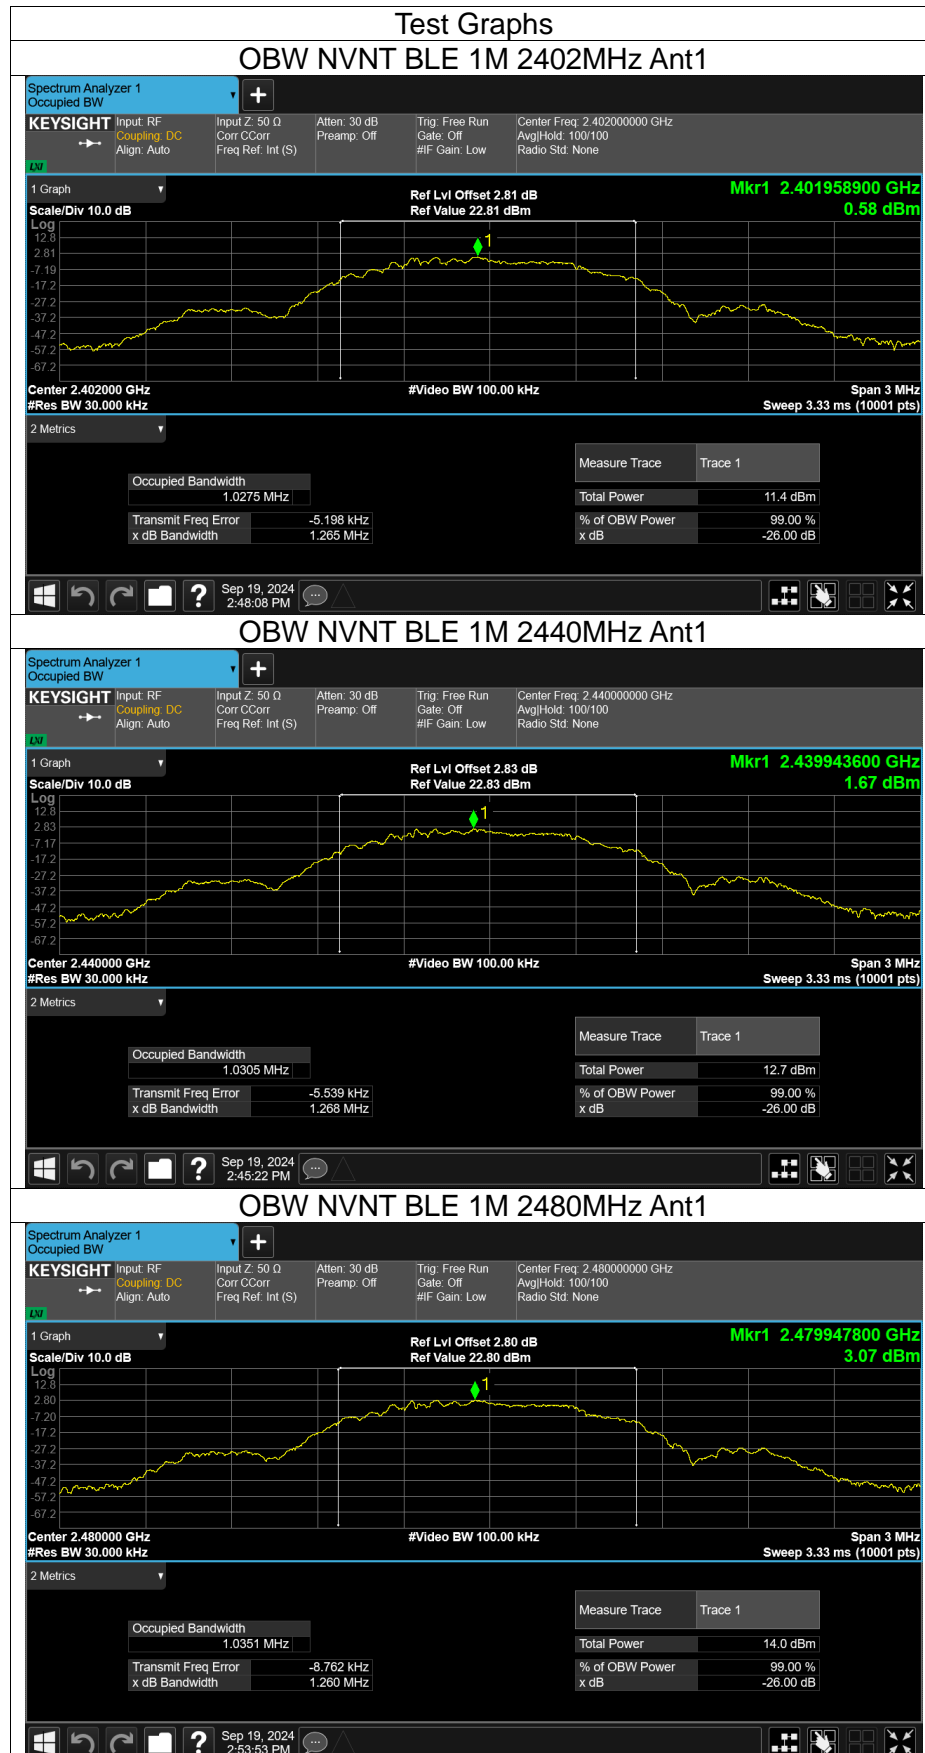 Test Graphs
OBW NVNT BLE 1M 2402MHz Ant1
Spectrum Analyzer 1
Occupied BW
KEYSIGHT Input: RF Input Z: 50 Ω Atten: 30 dB Trig: Free Run Center Freq: 2.402000000 GHz
Coupling: DC Corr CCorr Preamp: Off Gate: Off Avg|Hold: 100/100
Align: Auto Freq Ref: Int (S) #IF Gain: Low Radio Std: None
LXI
1 Graph Ref Lvl Offset 2.81 dB Mkr1 2.401958900 GHz
Scale/Div 10.0 dB Ref Value 22.81 dBm 0.58 dBm
Log
12.8
1
2.81
-7.19
-17.2
-27.2
-37.2
-47.2
-57.2
-67.2
Center 2.402000 GHz #Video BW 100.00 kHz Span 3 MHz
#Res BW 30.000 kHz Sweep 3.33 ms (10001 pts)
2 Metrics
Measure Trace Trace 1
Occupied Bandwidth
1.0275 MHz Total Power 11.4 dBm
Transmit Freq Error -5.198 kHz % of OBW Power 99.00 %
x dB Bandwidth 1.265 MHz x dB -26.00 dB
Sep 19, 2024
2:48:08 PM
OBW NVNT BLE 1M 2440MHz Ant1
Spectrum Analyzer 1
Occupied BW
KEYSIGHT Input: RF Input Z: 50 Ω Atten: 30 dB Trig: Free Run Center Freq: 2.440000000 GHz
Coupling: DC Corr CCorr Preamp: Off Gate: Off Avg|Hold: 100/100
Align: Auto Freq Ref: Int (S) #IF Gain: Low Radio Std: None
LXI
1 Graph Ref Lvl Offset 2.83 dB Mkr1 2.439943600 GHz
Scale/Div 10.0 dB Ref Value 22.83 dBm 1.67 dBm
Log
12.8
1
2.83
-7.17
-17.2
-27.2
-37.2
-47.2
-57.2
-67.2
Center 2.440000 GHz #Video BW 100.00 kHz Span 3 MHz
#Res BW 30.000 kHz Sweep 3.33 ms (10001 pts)
2 Metrics
Measure Trace Trace 1
Occupied Bandwidth
1.0305 MHz Total Power 12.7 dBm
Transmit Freq Error -5.539 kHz % of OBW Power 99.00 %
x dB Bandwidth 1.268 MHz x dB -26.00 dB
Sep 19, 2024
2:45:22 PM
OBW NVNT BLE 1M 2480MHz Ant1
Spectrum Analyzer 1
Occupied BW
KEYSIGHT Input: RF Input Z: 50 Ω Atten: 30 dB Trig: Free Run Center Freq: 2.480000000 GHz
Coupling: DC Corr CCorr Preamp: Off Gate: Off Avg|Hold: 100/100
Align: Auto Freq Ref: Int (S) #IF Gain: Low Radio Std: None
LXI
1 Graph Ref Lvl Offset 2.80 dB Mkr1 2.479947800 GHz
Scale/Div 10.0 dB Ref Value 22.80 dBm 3.07 dBm
Log
12.8
1
2.80
-7.20
-17.2
-27.2
-37.2
-47.2
-57.2
-67.2
Center 2.480000 GHz #Video BW 100.00 kHz Span 3 MHz
#Res BW 30.000 kHz Sweep 3.33 ms (10001 pts)
2 Metrics
Measure Trace Trace 1
Occupied Bandwidth
1.0351 MHz Total Power 14.0 dBm
Transmit Freq Error -8.762 kHz % of OBW Power 99.00 %
x dB Bandwidth 1.260 MHz x dB -26.00 dB
Sep 19, 2024
2:53:53 PM